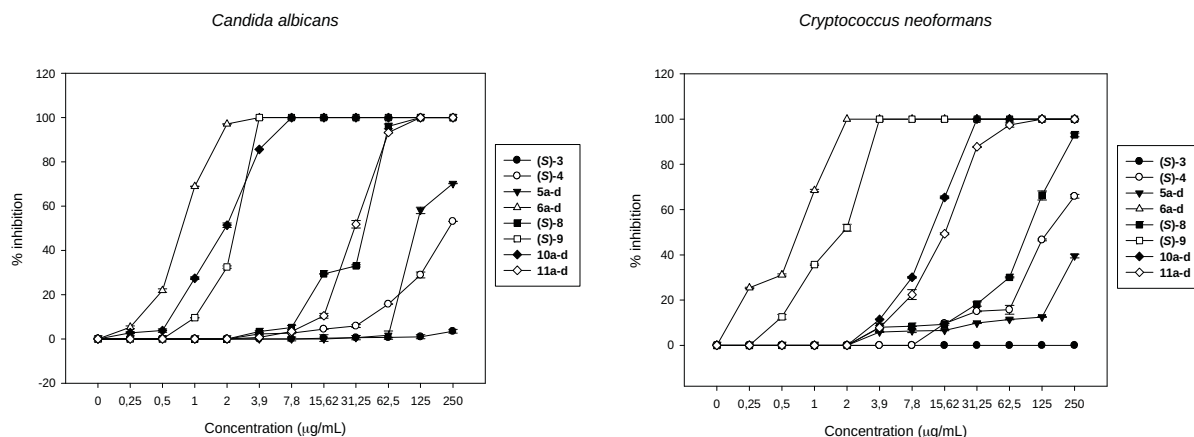 Candida albicans
% inhibition
120
100
80
60
40
20
0
-20
0 0,25 0,5 1 2 3,9 7,8 15,62 31,25 62,5 125 250
Concentration (μg/mL)
(S)-3
(S)-4
5a-d
6a-d
(S)-8
(S)-9
10a-d
11a-d
Cryptococcus neoformans
% inhibition
120
100
80
60
40
20
0
0 0,25 0,5 1 2 3,9 7,8 15,62 31,25 62,5 125 250
Concentration (μg/mL)
(S)-3
(S)-4
5a-d
6a-d
(S)-8
(S)-9
10a-d
11a-d